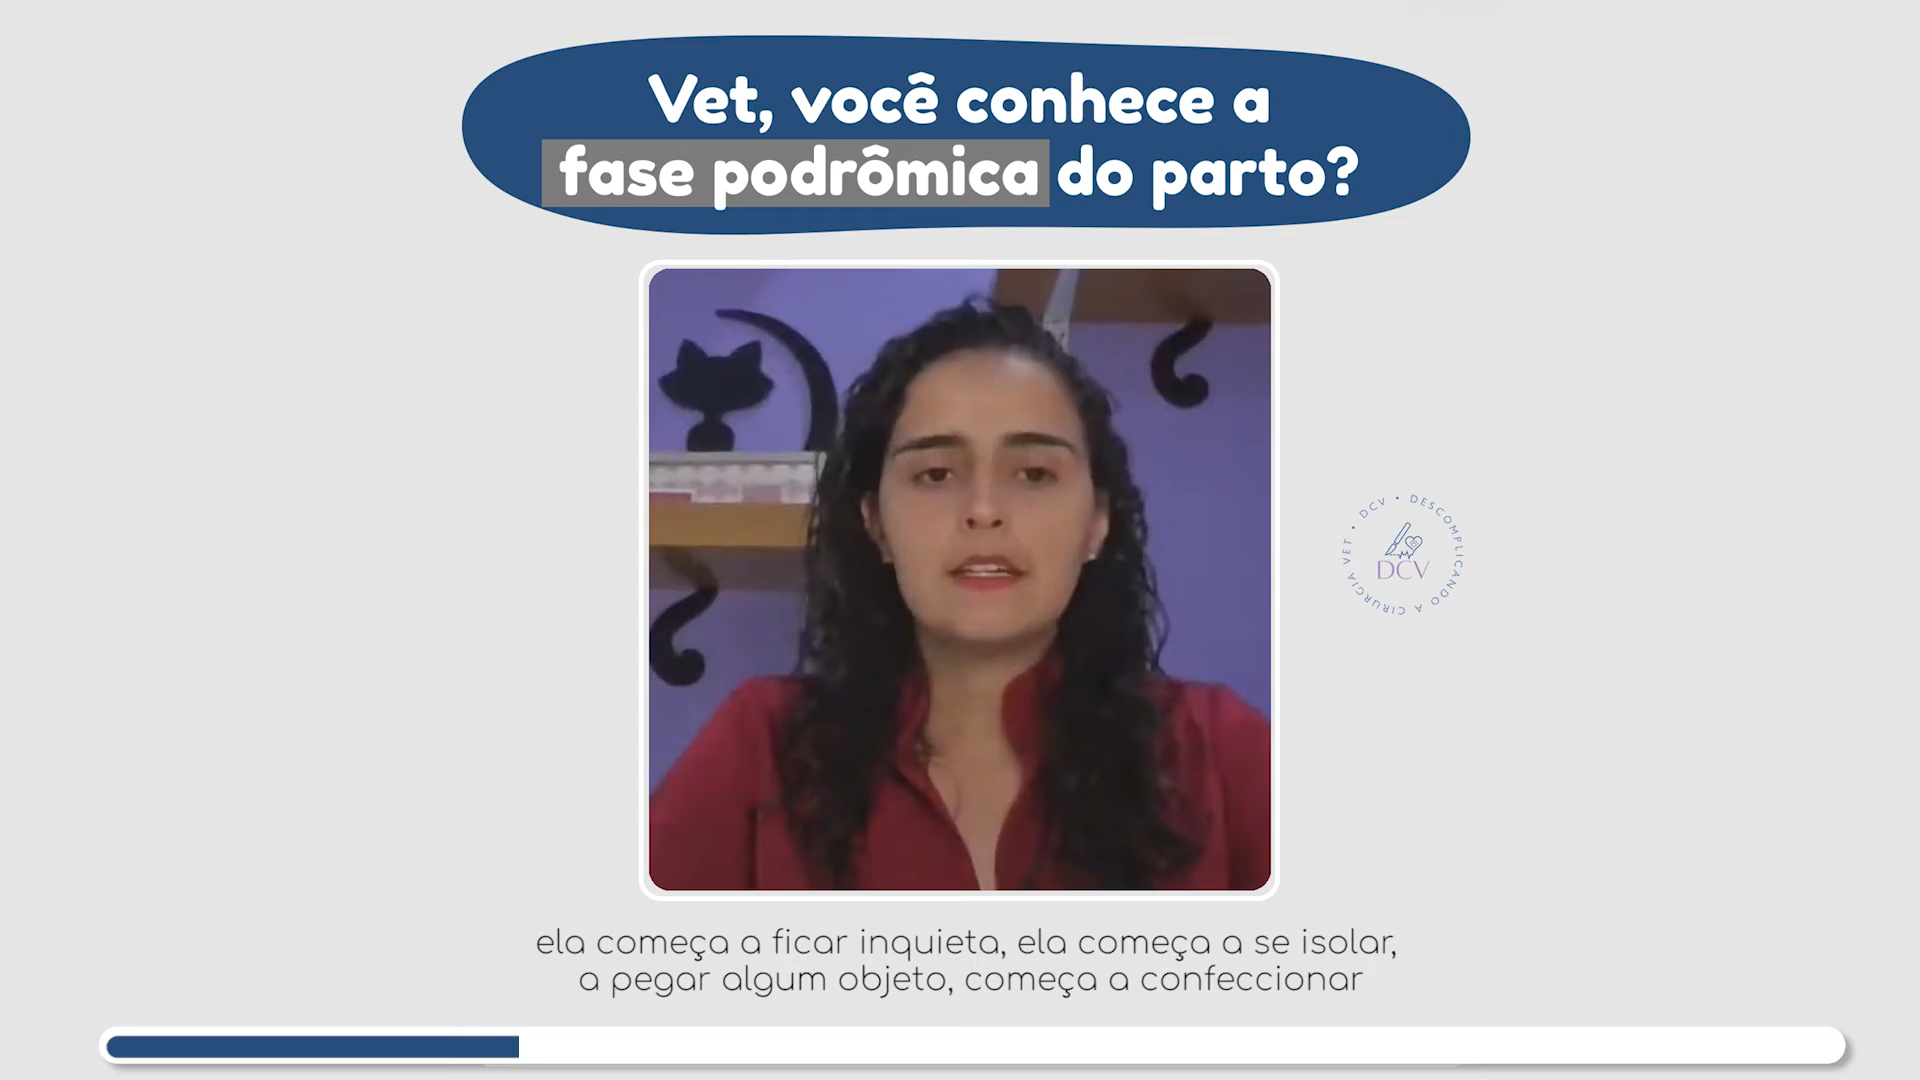 Vet, você conhece a
fase podrômica do parto?
DCV • DESCOMPLICANDO A CIRURGIA VET •
DCV
ela começa a ficar inquieta, ela começa a se isolar,
a pegar algum objeto, começa a confeccionar